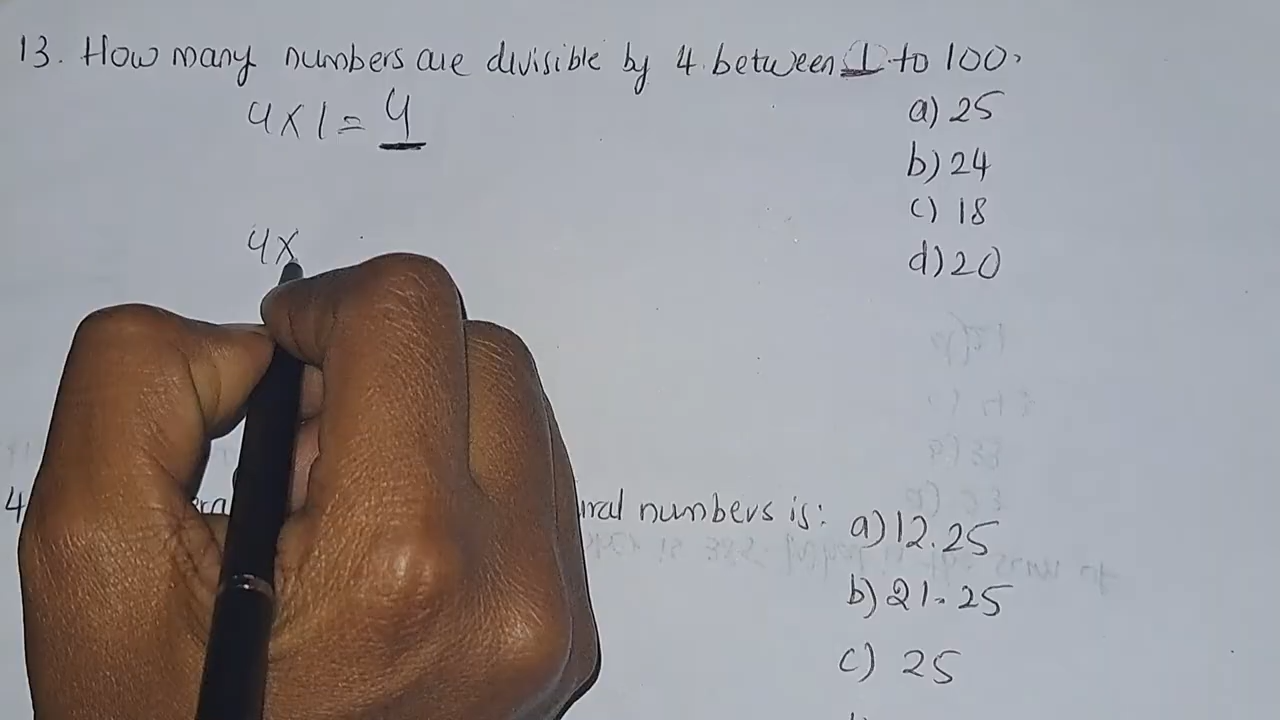 13. How many numbers are divisible by 4 between 1 to 100.
4 X 1 = 4
a) 25
b) 24
c) 18
4 X
d) 20
numbers is:
a) 12.25
b) 21.25
c) 25